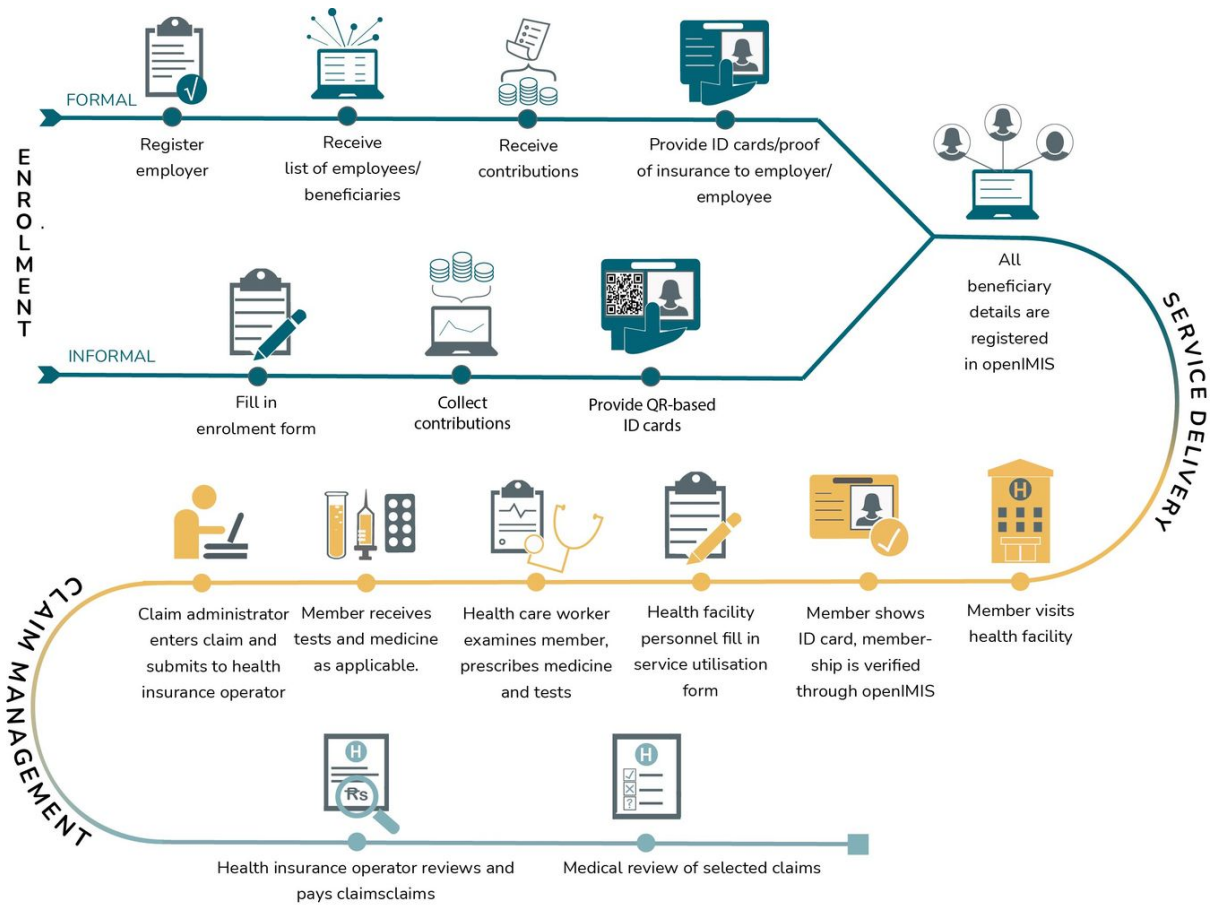 FORMAL
Register
employer
Receive
list of employees/
beneficiaries
Receive
contributions
Provide ID cards/proof
of insurance to employer/
employee
ENROLMENT
All
beneficiary
details are
registered
in openIMIS
INFORMAL
Fill in
enrolment form
Collect
contributions
Provide QR-based
ID cards
SERVICE DELIVERY
H
Member visits
health facility
Member shows
ID card, member-
ship is verified
through openIMIS
Health facility
personnel fill in
service utilisation
form
Health care worker
examines member,
prescribes medicine
and tests
Member receives
tests and medicine
as applicable.
Claim administrator
enters claim and
submits to health
insurance operator
CLAIM MANAGEMENT
H
Rs
Health insurance operator reviews and
pays claimsclaims
H
?
Medical review of selected claims